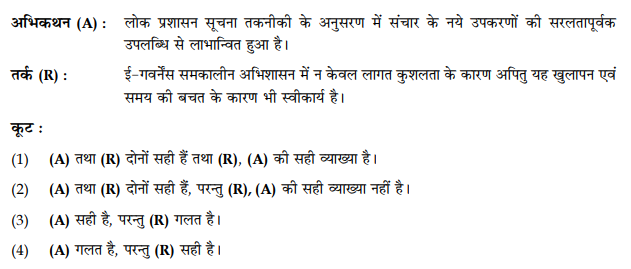 अभिकथन (A) : लोक प्रशासन सूचना तकनीकी के अनुसरण में संचार के नये उपकरणों की सरलतापूर्वक
उपलब्धि से लाभान्वित हुआ है।
तर्क (R) : ई-गवर्नेंस समकालीन अभिशासन में न केवल लागत कुशलता के कारण अपितु यह खुलापन एवं
समय की बचत के कारण भी स्वीकार्य है।
कूट :
(1) (A) तथा (R) दोनों सही हैं तथा (R), (A) की सही व्याख्या है।
(2) (A) तथा (R) दोनों सही हैं, परन्तु (R), (A) की सही व्याख्या नहीं है।
(3) (A) सही है, परन्तु (R) गलत है।
(4) (A) गलत है, परन्तु (R) सही है।